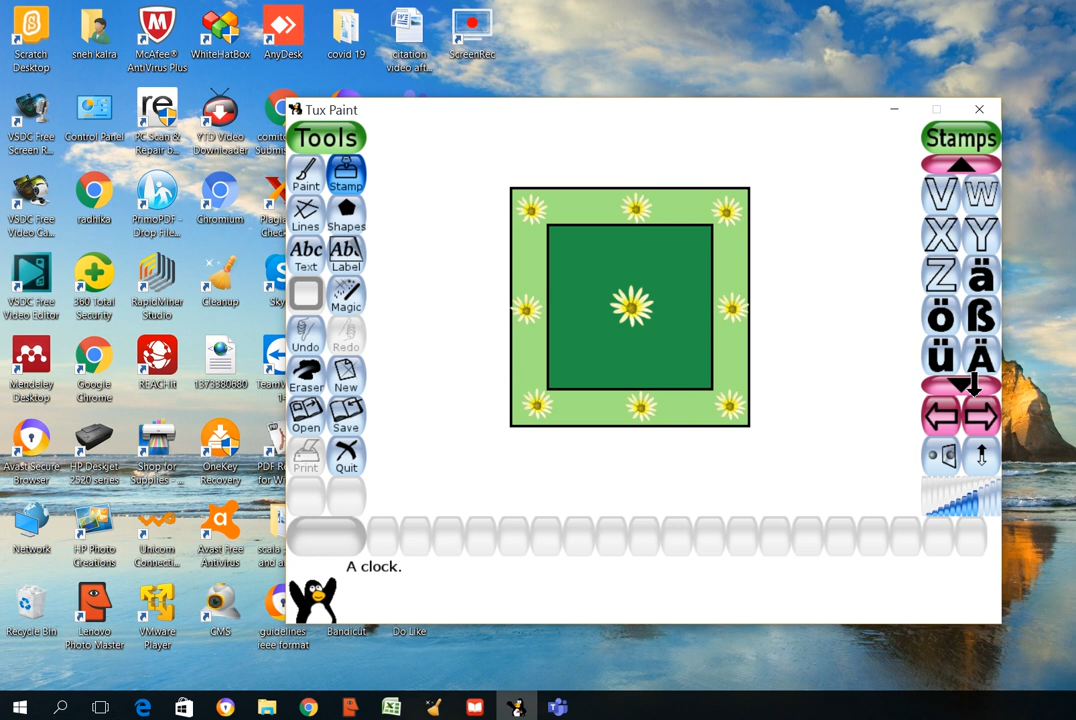 Scratch
Desktop
sneh kalra
McAfee®
AntiVirus Plus
WhiteHatBox
AnyDesk
covid 19
citation
video aft...
ScreenRec
VSDC Free
Screen R...
Control Panel
re
PC Scan &
Repair b...
YTD Video
Downloader
VSDC Free
Video Ca...
radhika
PrimoPDF -
Drop File...
Chromium
VSDC Free
Video Editor
360 Total
Security
RapidMiner
Studio
Cleanup
Mendeley
Desktop
Google
Chrome
REACHit
1373380680
Avast Secure
Browser
HP Deskjet
2520 series
Shop for
Supplies - ...
OneKey
Recovery
Network
HP Photo
Creations
Unicom
Connecti...
Avast Free
Antivirus
Recycle Bin
Lenovo
Photo Master
VMware
Player
CMS
guidelines
ieee format
Bandicut
Do Like
Tux Paint
Tools
Paint
Stamp
Lines
Shapes
Abc
Text
Label
Magic
Undo
Redo
Eraser
New
Open
Save
Print
Quit
Stamps
V W
X Y
Z ä
ö ß
ü Ä
A clock.